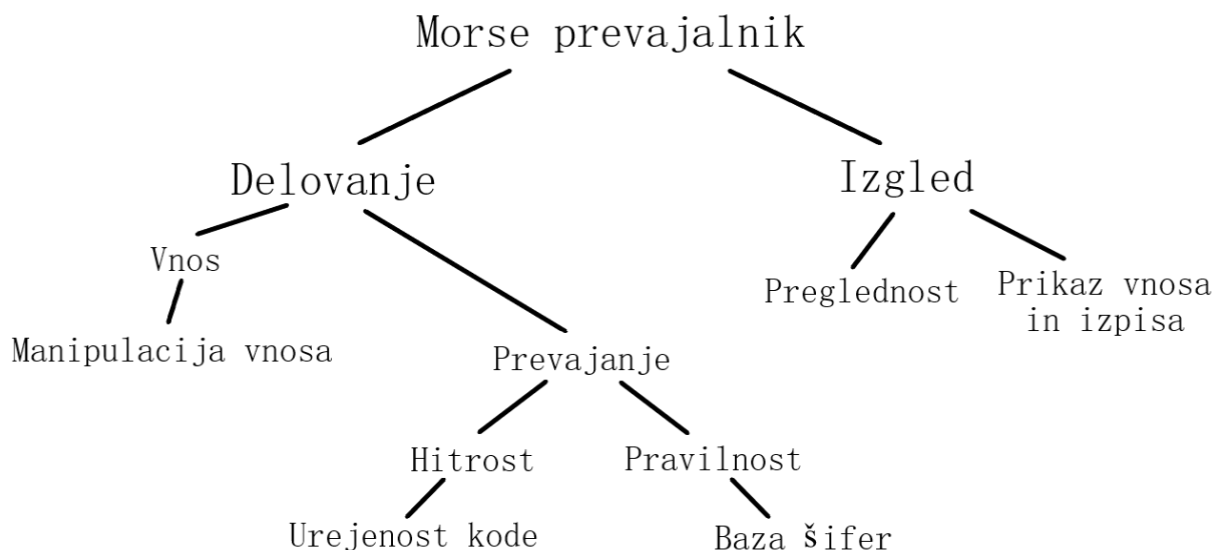 Morse prevajalnik
Delovanje
Izgled
Vnos
Preglednost
Prikaz vnosa
in izpisa
Manipulacija vnosa
Prevajanje
Hitrost
Pravilnost
Urejenost kode
Baza šifer